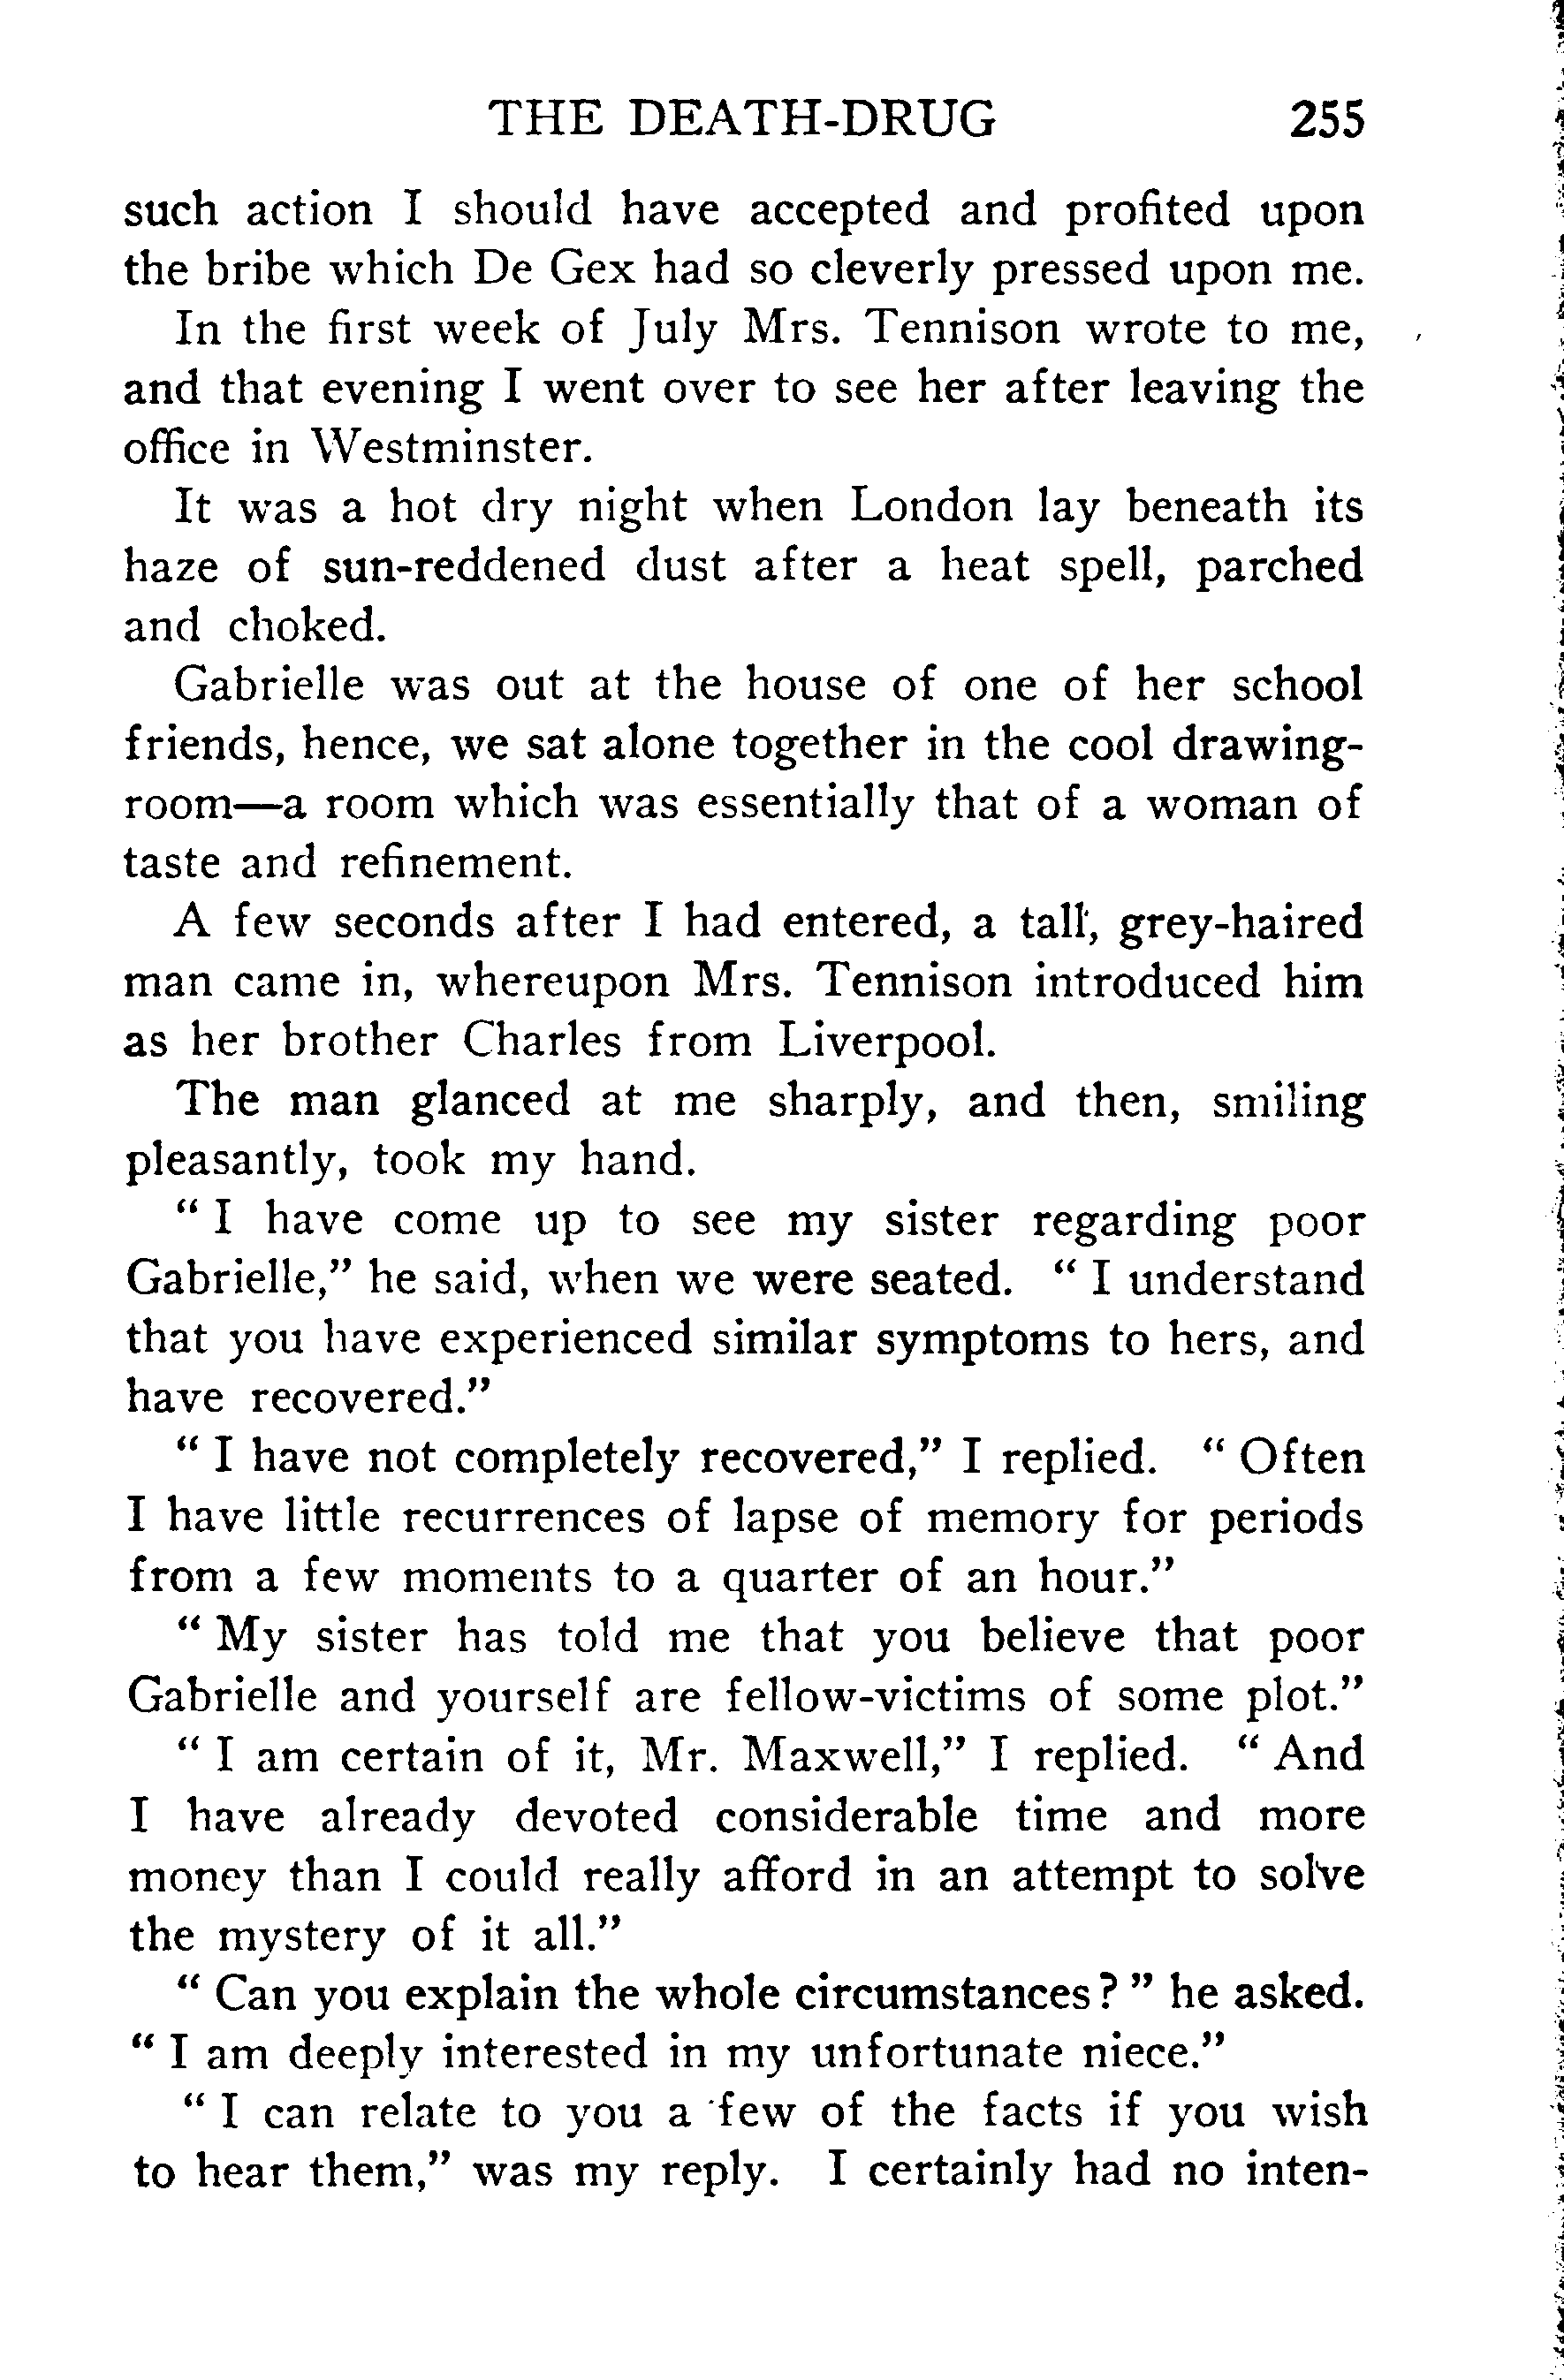 THE DEATH-DRUG 255
such action I should have accepted and profited upon
the bribe which De Gex had so cleverly pressed upon me.
In the first week of July Mrs. Tennison wrote to me,
and that evening I went over to see her after leaving the
office in Westminster.
It was a hot dry night when London lay beneath its
haze of sun-reddened dust after a heat spell, parched
and choked.
Gabrielle was out at the house of one of her school
friends, hence, we sat alone together in the cool drawing-
room—a room which was essentially that of a woman of
taste and refinement.
A few seconds after I had entered, a tall, grey-haired
man came in, whereupon Mrs. Tennison introduced him
as her brother Charles from Liverpool.
The man glanced at me sharply, and then, smiling
pleasantly, took my hand.
“ I have come up to see my sister regarding poor
Gabrielle,” he said, when we were seated. “ I understand
that you have experienced similar symptoms to hers, and
have recovered.”
“ I have not completely recovered,” I replied. “ Often
I have little recurrences of lapse of memory for periods
from a few moments to a quarter of an hour.”
“ My sister has told me that you believe that poor
Gabrielle and yourself are fellow-victims of some plot.”
“ I am certain of it, Mr. Maxwell,” I replied. “ And
I have already devoted considerable time and more
money than I could really afford in an attempt to solve
the mystery of it all.”
“ Can you explain the whole circumstances ? ” he asked.
“ I am deeply interested in my unfortunate niece.”
“ I can relate to you a few of the facts if you wish
to hear them,” was my reply. I certainly had no inten-